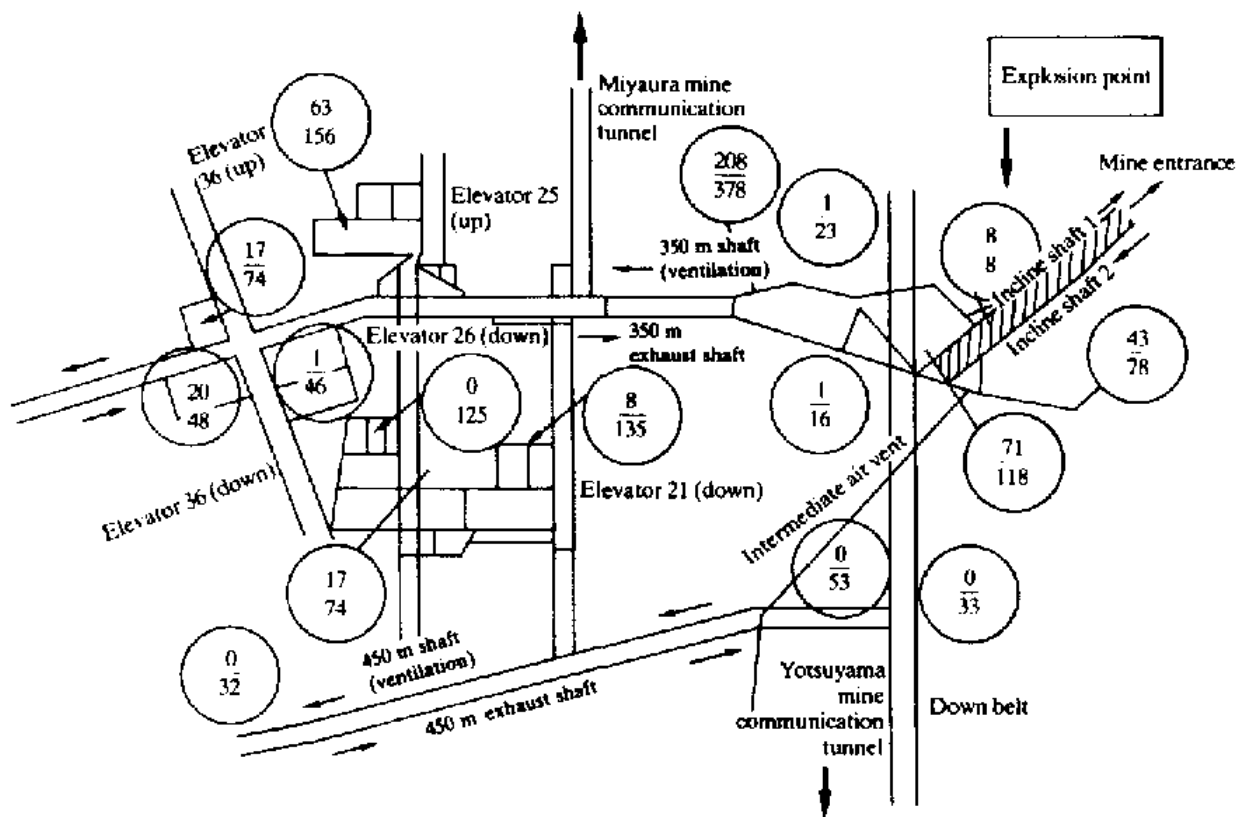 Explosion point
Miyaura mine
communication
tunnel
Mine entrance
63
156
Elevator
36 (up)
Elevator 25
(up)
208
378
1
23
8
8
Incline shaft 1
Incline shaft 2
350 m shaft
(ventilation)
17
74
Elevator 26 (down)
350 m
exhaust shaft
43
78
1
46
20
48
0
125
8
135
1
16
71
118
Elevator 36 (down)
Elevator 21 (down)
Intermediate air vent
17
74
0
53
0
33
0
32
450 m shaft
(ventilation)
450 m exhaust shaft
Yotsuyama
mine
communication
tunnel
Down belt